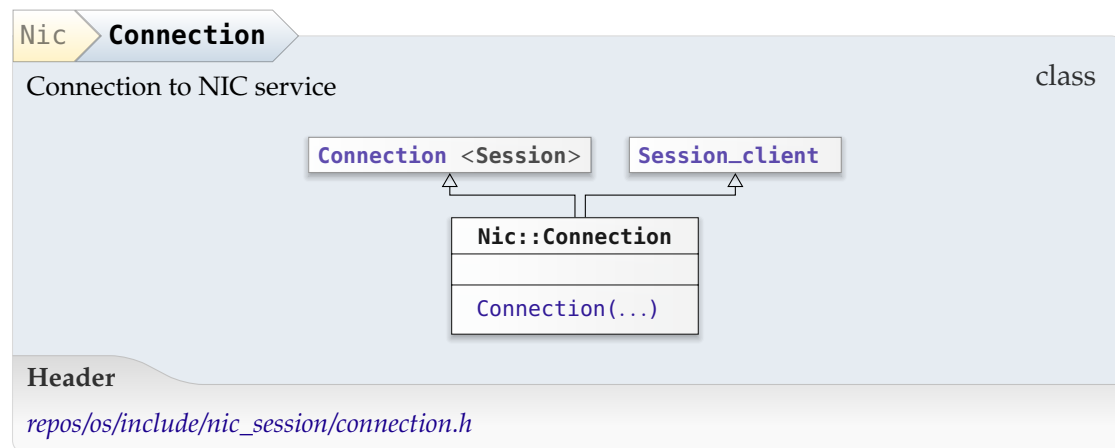 Nic Connection
class
Connection to NIC service
Connection <Session> Session_client
Nic::Connection
Connection(...)
Header
repos/os/include/nic_session/connection.h